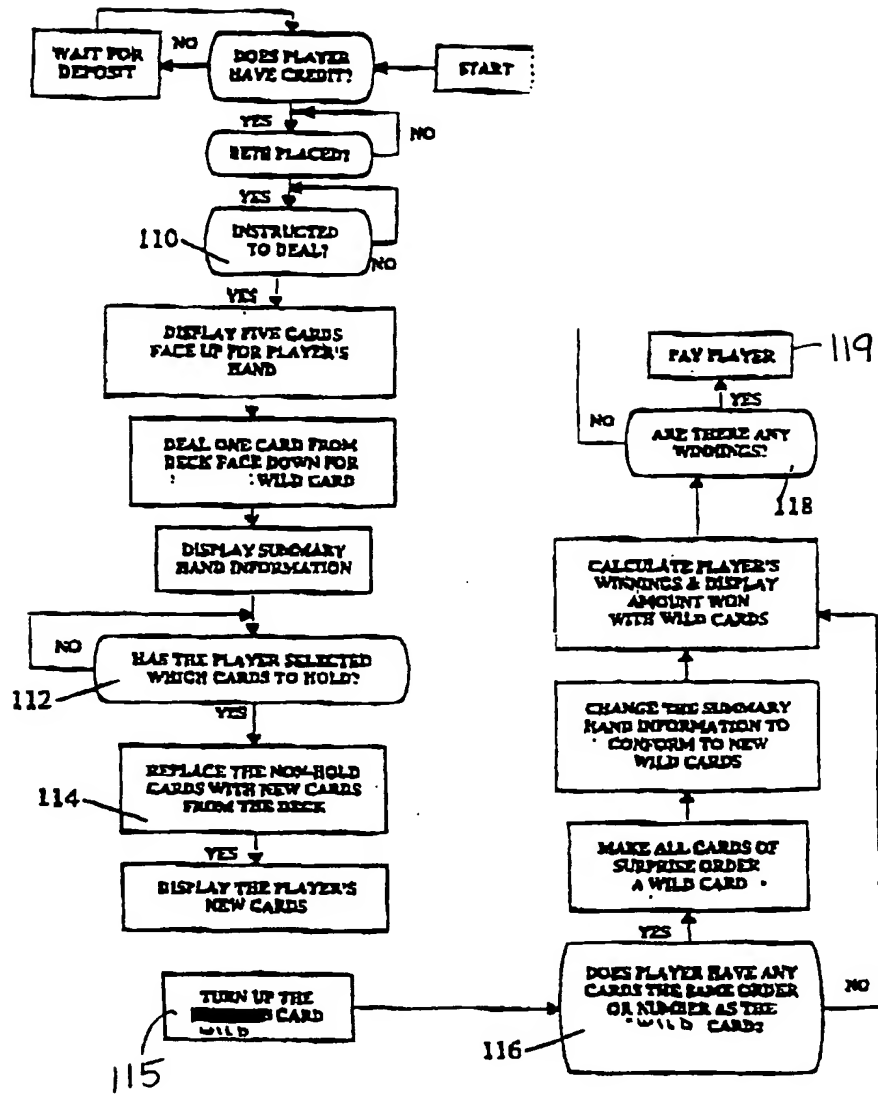 WAIT FOR
DEPOSIT
NO
DOES PLAYER
HAVE CREDIT?
START
YES
NO
BETS PLACED?
YES
110
INSTRUCTED
TO DEAL?
NO
YES
DISPLAY FIVE CARDS
FACE UP FOR PLAYER'S
HAND
DEAL ONE CARD FROM
DECK FACE DOWN FOR
WILD CARD
DISPLAY SUMMARY
HAND INFORMATION
NO
HAS THE PLAYER SELECTED
WHICH CARDS TO HOLD?
112
YES
REPLACE THE NON-HOLD
CARDS WITH NEW CARDS
FROM THE DECK
114
YES
DISPLAY THE PLAYER'S
NEW CARDS
TURN UP THE
CARD
WILD
115
PAY PLAYER
119
YES
NO
ARE THERE ANY
WINNINGS?
118
CALCULATE PLAYER'S
WINNINGS & DISPLAY
AMOUNT WON
WITH WILD CARDS
CHANGE THE SUMMARY
HAND INFORMATION TO
CONFORM TO NEW
WILD CARDS
MAKE ALL CARDS OF
SURPRISE ORDER
A WILD CARD
YES
DOES PLAYER HAVE ANY
CARDS THE SAME ORDER
OR NUMBER AS THE
"WILD CARD?
NO
116